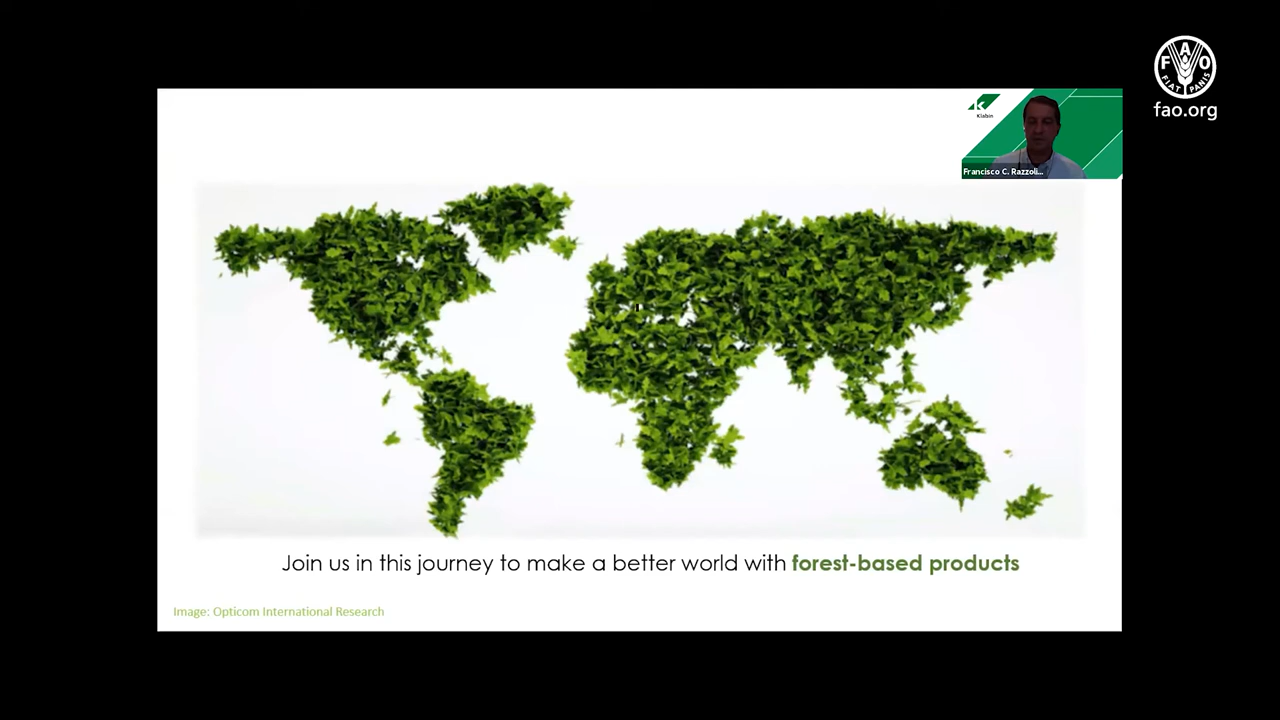 FAO
FIAT PANIS
fao.org
Klabin
Francisco C. Razzoli...
Join us in this journey to make a better world with forest-based products
Image: Opticom International Research